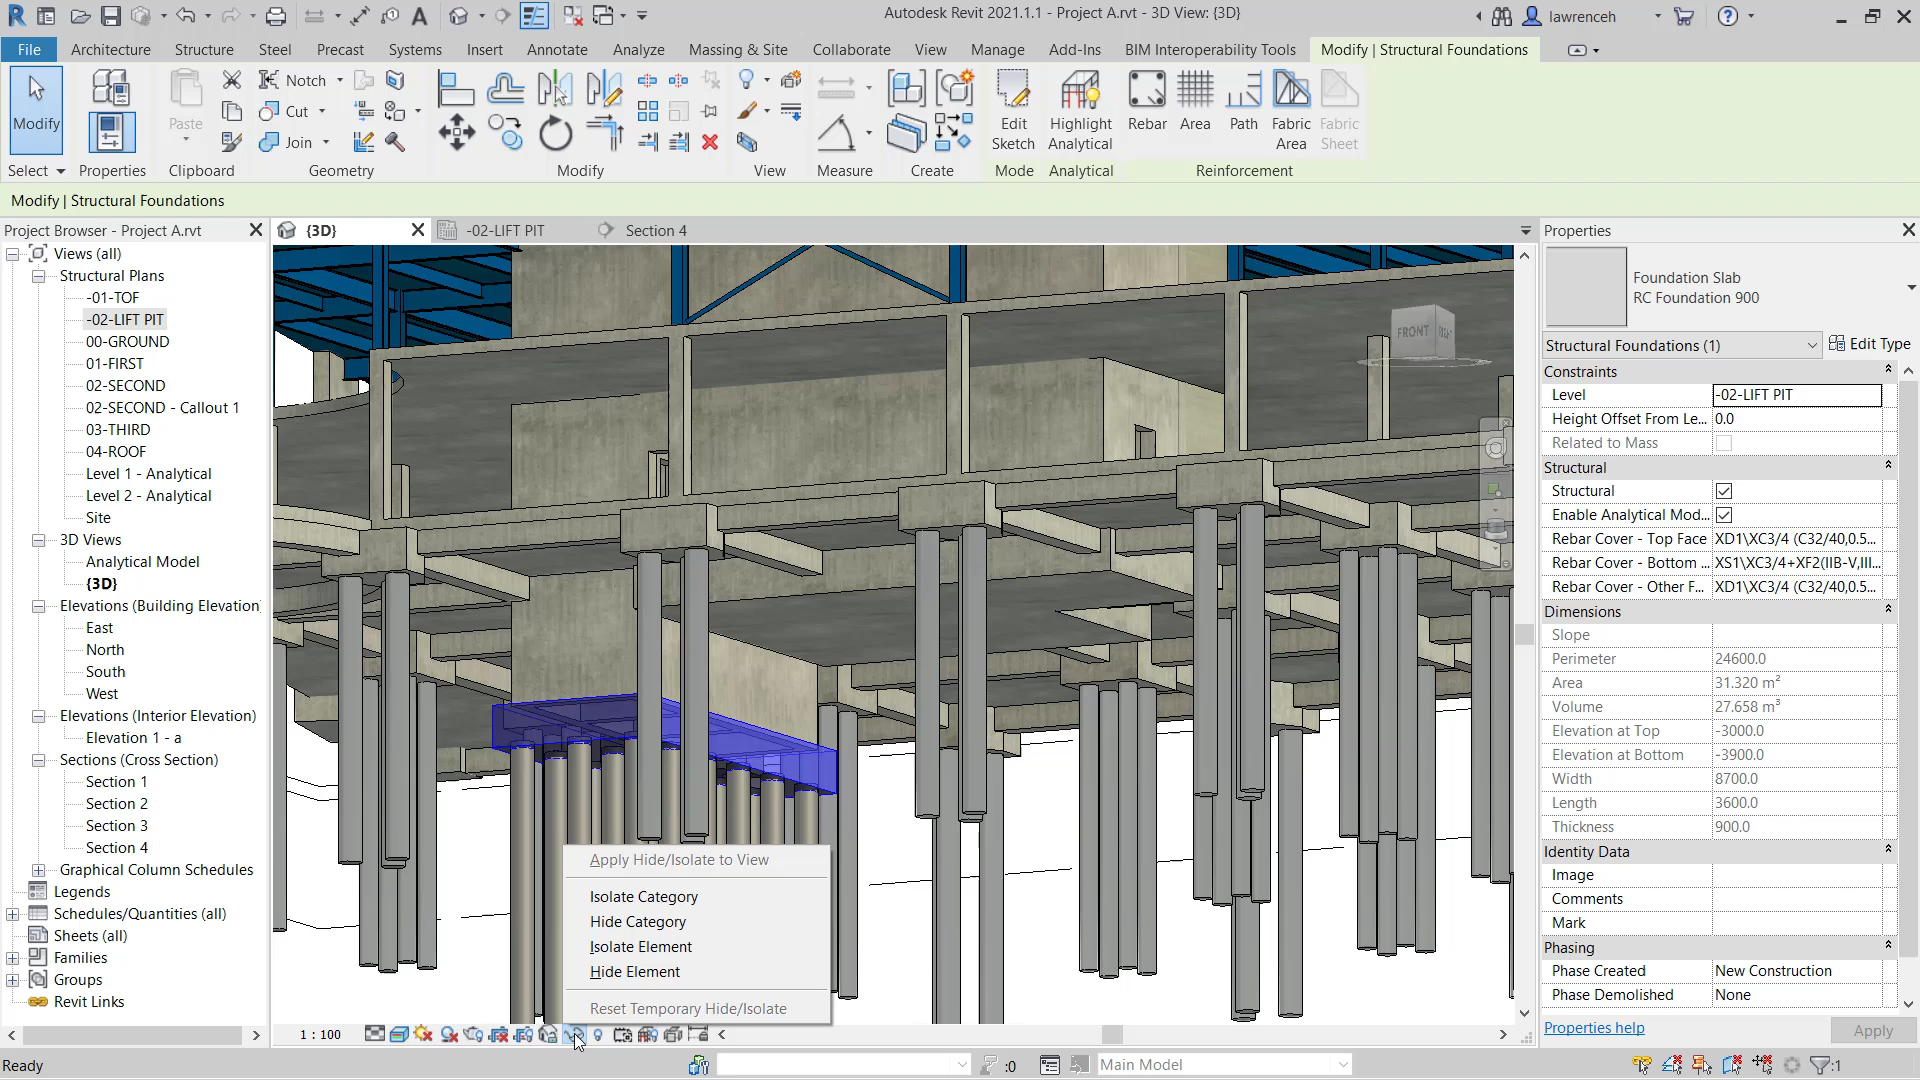 Autodesk Revit 2021.1.1 - Project A.rvt - 3D View: {3D}
lawrenceh
File
Architecture
Structure
Steel
Precast
Systems
Insert
Annotate
Analyze
Massing & Site
Collaborate
View
Manage
Add-Ins
BIM Interoperability Tools
Modify | Structural Foundations
Modify
Paste
Notch
Cut
Join
Edit
Sketch
Highlight
Analytical
Rebar
Area
Path
Fabric
Area
Fabric
Sheet
Select
Properties
Clipboard
Geometry
Modify
View
Measure
Create
Mode
Analytical
Reinforcement
Modify | Structural Foundations
Project Browser - Project A.rvt
Views (all)
Structural Plans
-01-TOF
-02-LIFT PIT
00-GROUND
01-FIRST
02-SECOND
02-SECOND - Callout 1
03-THIRD
04-ROOF
Level 1 - Analytical
Level 2 - Analytical
Site
3D Views
Analytical Model
{3D}
Elevations (Building Elevation)
East
North
South
West
Elevations (Interior Elevation)
Elevation 1 - a
Sections (Cross Section)
Section 1
Section 2
Section 3
Section 4
Graphical Column Schedules
Legends
Schedules/Quantities (all)
Sheets (all)
Families
Groups
Revit Links
{3D}
-02-LIFT PIT
Section 4
FRONT
Apply Hide/Isolate to View
Isolate Category
Hide Category
Isolate Element
Hide Element
Reset Temporary Hide/Isolate
1 : 100
Properties
Foundation Slab
RC Foundation 900
Structural Foundations (1)
Edit Type
Constraints
Level -02-LIFT PIT
Height Offset From Le... 0.0
Related to Mass
Structural
Structural
Enable Analytical Mod...
Rebar Cover - Top Face XD1\XC3/4 (C32/40,0.5...
Rebar Cover - Bottom ... XS1\XC3/4+XF2(IIB-V,III...
Rebar Cover - Other F... XD1\XC3/4 (C32/40,0.5...
Dimensions
Slope
Perimeter 24600.0
Area 31.320 m²
Volume 27.658 m³
Elevation at Top -3000.0
Elevation at Bottom -3900.0
Width 8700.0
Length 3600.0
Thickness 900.0
Identity Data
Image
Comments
Mark
Phasing
Phase Created New Construction
Phase Demolished None
Properties help
Apply
Ready
:0
Main Model
:1